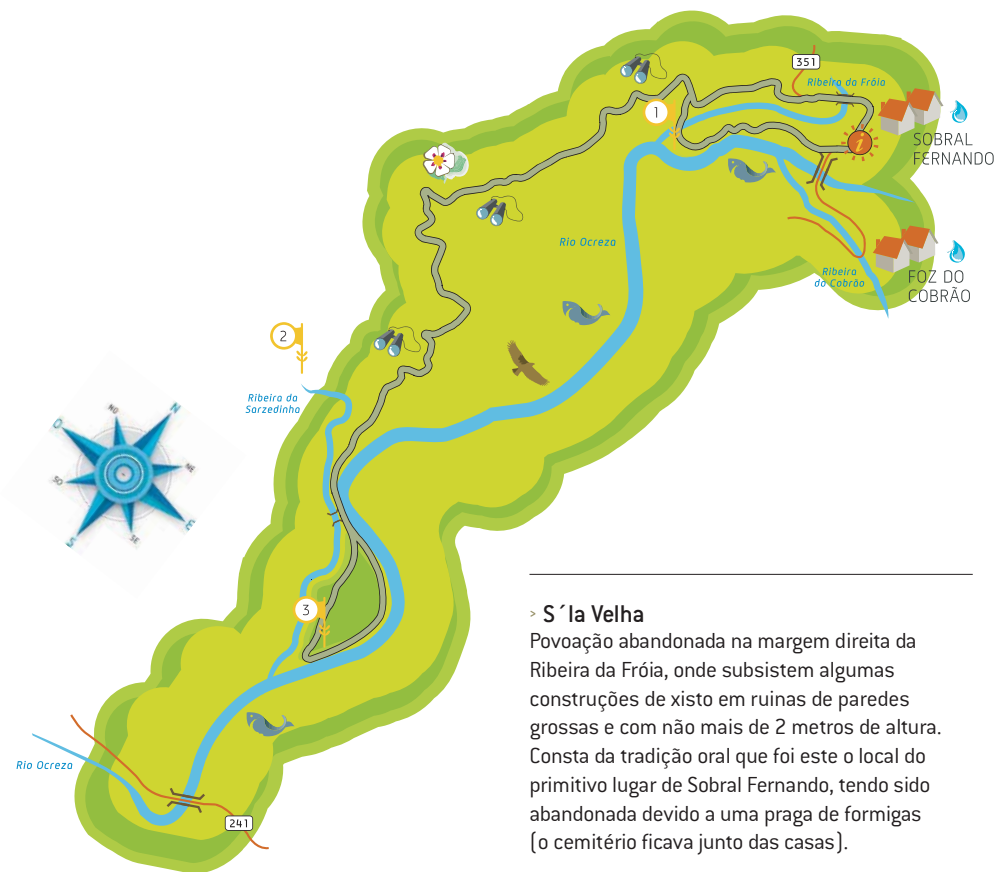 351
Ribeira da Fróia
1
i
SOBRAL
FERNANDO
Rio Ocreza
Ribeira
do Cobrão
FOZ DO
COBRÃO
2
Ribeira da
Sarzedinha
NO
N
O
NE
SO
E
S
SE
3
Rio Ocreza
241
> S´la Velha
Povoação abandonada na margem direita da
Ribeira da Fróia, onde subsistem algumas
construções de xisto em ruinas de paredes
grossas e com não mais de 2 metros de altura.
Consta da tradição oral que foi este o local do
primitivo lugar de Sobral Fernando, tendo sido
abandonada devido a uma praga de formigas
(o cemitério ficava junto das casas).